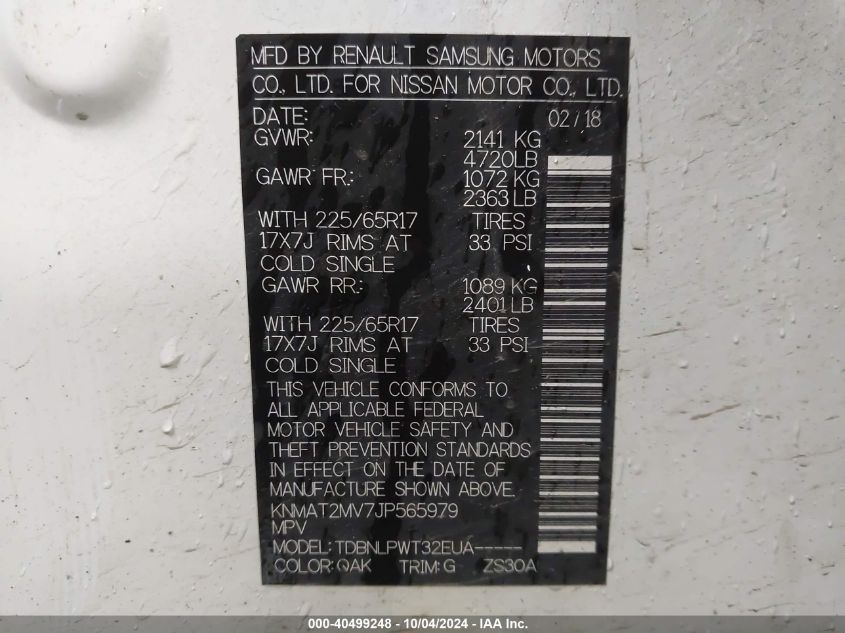 MFD BY RENAULT SAMSUNG MOTORS
CO., LTD. FOR NISSAN MOTOR CO., LTD.
DATE: 02/18
GVWR: 2141 KG
4720LB
GAWR FR.: 1072 KG
2363 LB
WITH 225/65R17 TIRES
17X7J RIMS AT 33 PSI
COLD SINGLE
GAWR RR.: 1089 KG
2401 LB
WITH 225/65R17 TIRES
17X7J RIMS AT 33 PSI
COLD SINGLE
THIS VEHICLE CONFORMS TO
ALL APPLICABLE FEDERAL
MOTOR VEHICLE SAFETY AND
THEFT PREVENTION STANDARDS
IN EFFECT ON THE DATE OF
MANUFACTURE SHOWN ABOVE.
KNMAT2MV7JP565979
MPV
MODEL: TDBNLPWT32EUA-----
COLOR: QAK TRIM: G ZS30A
000-40499248 - 10/04/2024 - IAA Inc.